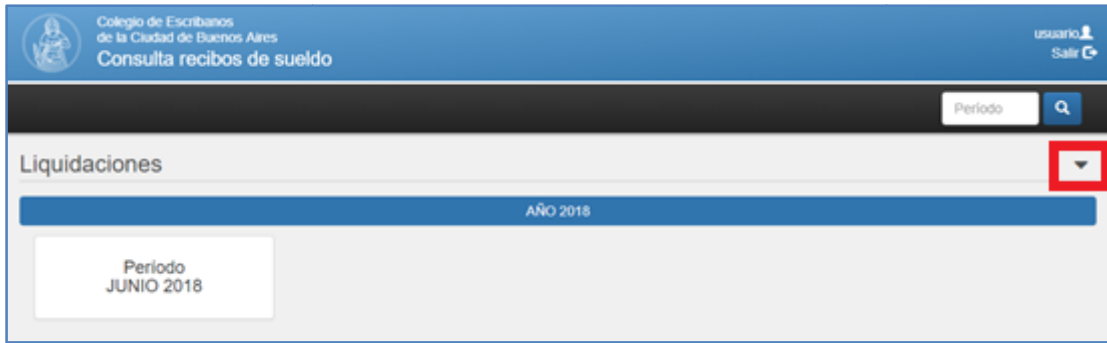 Colegio de Escribanos
de la Ciudad de Buenos Aires
Consulta recibos de sueldo
usuario
Salir
Período
Liquidaciones
AÑO 2018
Período
JUNIO 2018